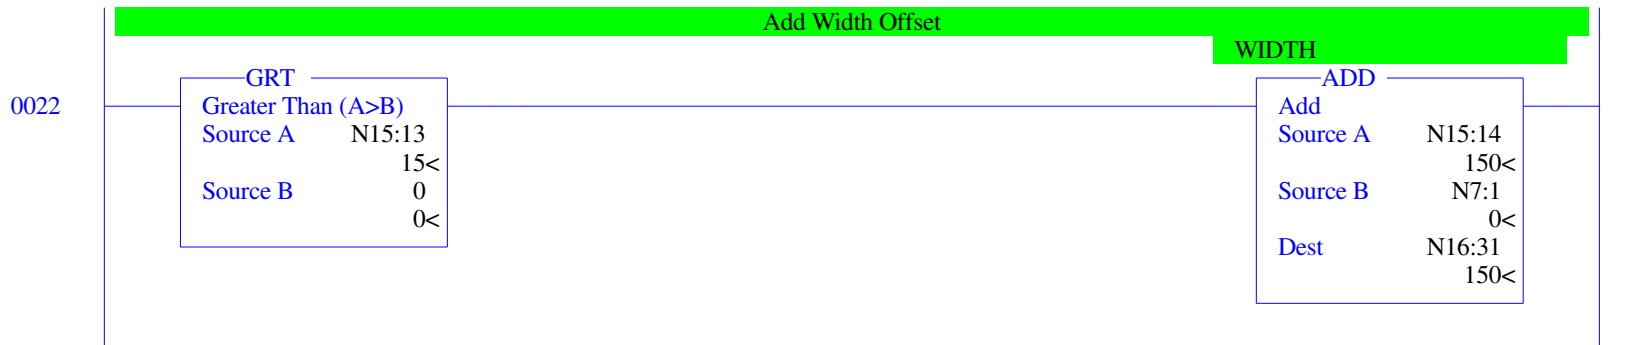 Add Width Offset
WIDTH
GRT
ADD
0022
Greater Than (A>B)
Add
Source A N15:13
Source A N15:14
15<
150<
Source B 0
Source B N7:1
0<
0<
Dest N16:31
150<